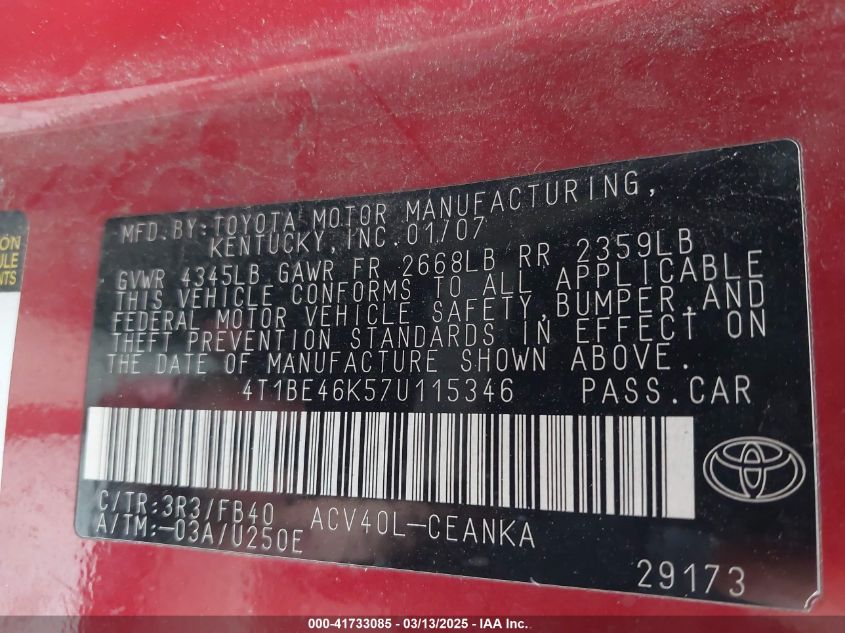 ÓN
ULE
NTS
MFD. BY: TOYOTA MOTOR MANUFACTURING,
KENTUCKY, INC. 01/07
GVWR 4345LB GAWR FR 2668LB RR 2359LB
THIS VEHICLE CONFORMS TO ALL APPLICABLE
FEDERAL MOTOR VEHICLE SAFETY, BUMPER, AND
THEFT PREVENTION STANDARDS IN EFFECT ON
THE DATE OF MANUFACTURE SHOWN ABOVE.
4T1BE46K57U115346 PASS.CAR
C/TR:3R3/FB40 ACV40L-CEANKA
A/TM:-03A/U250E
29173
000-41733085 - 03/13/2025 - IAA Inc.